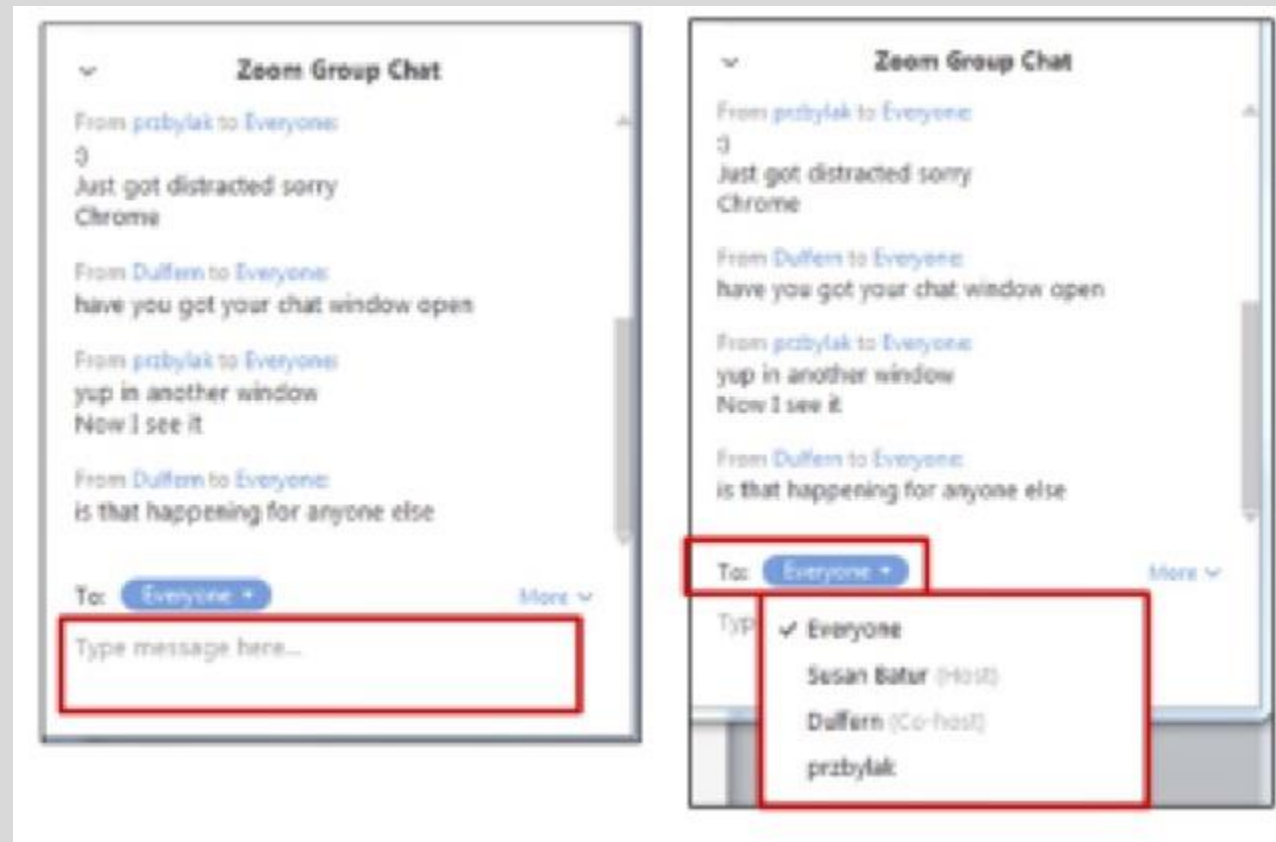 Zoom Group Chat
From przbylak to Everyone:
:)
Just got distracted sorry
Chrome
From Dulfern to Everyone:
have you got your chat window open
From przbylak to Everyone:
yup in another window
Now I see it
From Dulfern to Everyone:
is that happening for anyone else
To: Everyone
More
Type message here...
Zoom Group Chat
From przbylak to Everyone:
:)
Just got distracted sorry
Chrome
From Dulfern to Everyone:
have you got your chat window open
From przbylak to Everyone:
yup in another window
Now I see it
From Dulfern to Everyone:
is that happening for anyone else
To: Everyone
More
Typ
Everyone
Susan Batur (Host)
Dulfern (Co-host)
przbylak